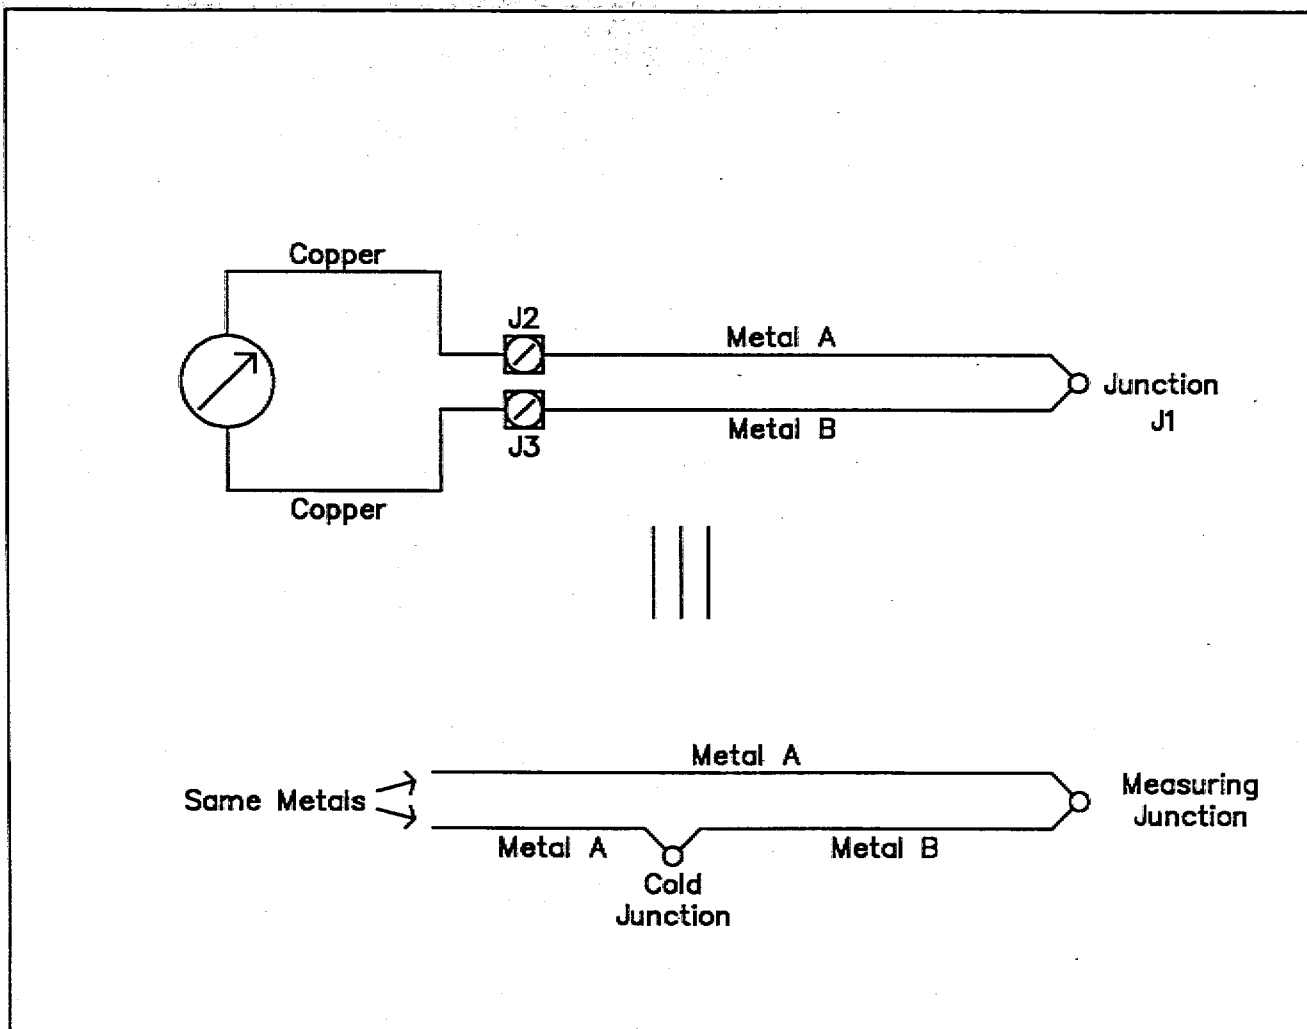 Copper
J2
Metal A
Junction
J1
Metal B
J3
Copper
Metal A
Same Metals
Measuring
Junction
Metal A
Metal B
Cold
Junction